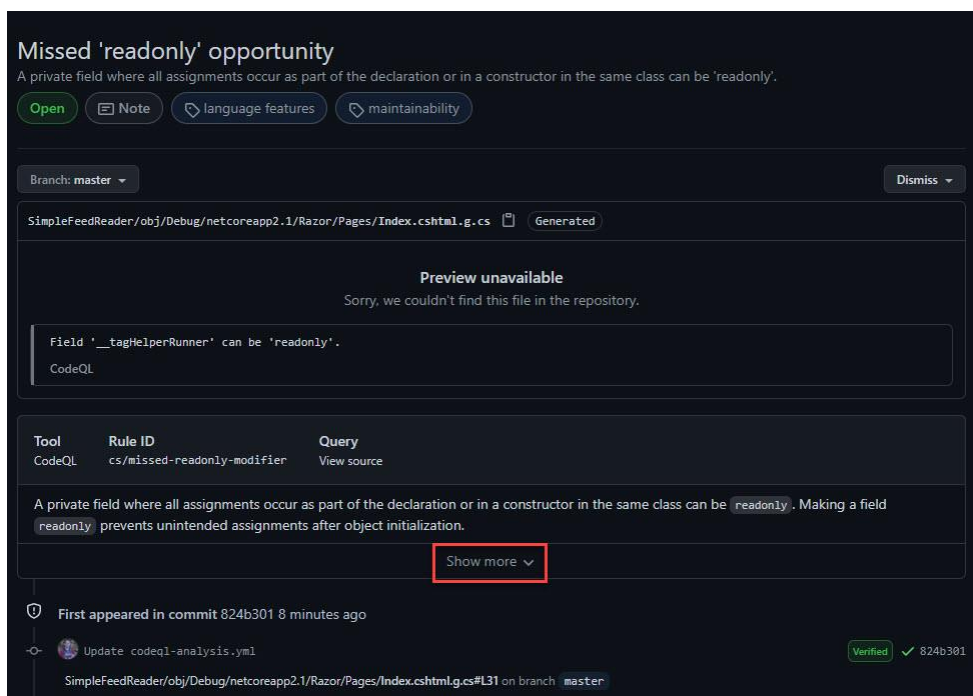 Missed 'readonly' opportunity
A private field where all assignments occur as part of the declaration or in a constructor in the same class can be 'readonly'.
Open Note language features maintainability
Branch: master Dismiss
SimpleFeedReader/obj/Debug/netcoreapp2.1/Razor/Pages/Index.cshtml.g.cs Generated
Preview unavailable
Sorry, we couldn't find this file in the repository.
Field '__tagHelperRunner' can be 'readonly'.
CodeQL
Tool Rule ID Query
CodeQL cs/missed-readonly-modifier View source
A private field where all assignments occur as part of the declaration or in a constructor in the same class can be readonly. Making a field
readonly prevents unintended assignments after object initialization.
Show more
First appeared in commit 824b301 8 minutes ago
Update codeql-analysis.yml Verified 824b301
SimpleFeedReader/obj/Debug/netcoreapp2.1/Razor/Pages/Index.cshtml.g.cs#L31 on branch master